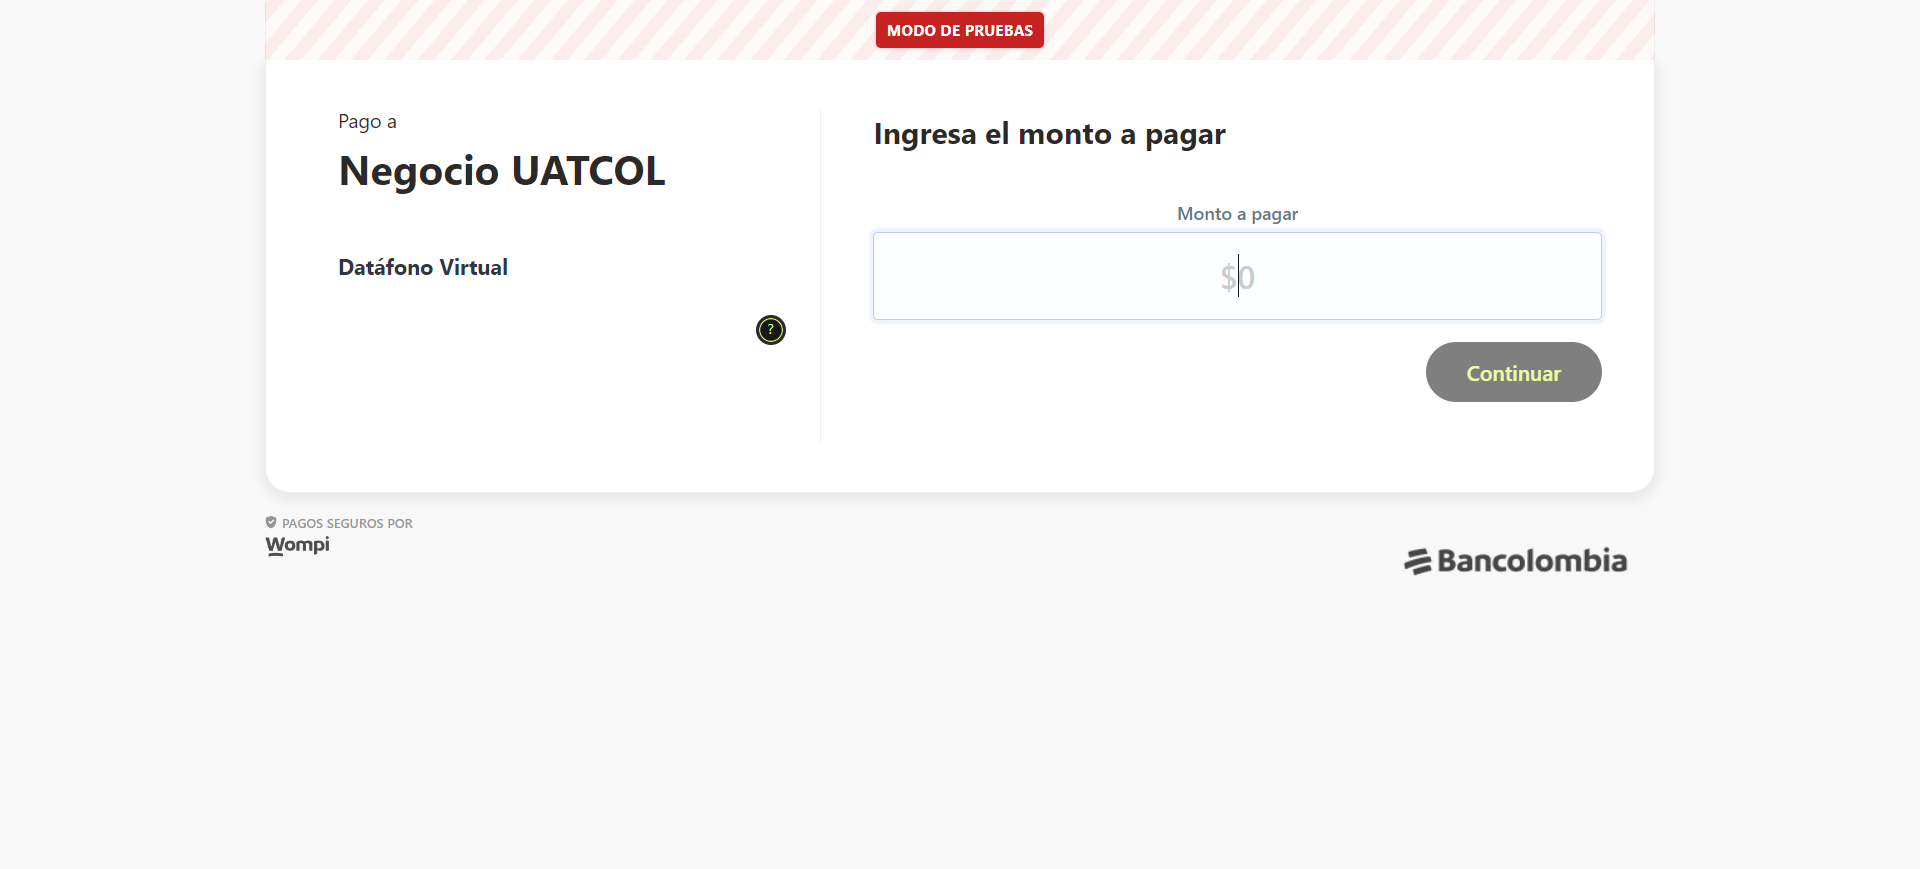 MODO DE PRUEBAS
Pago a
Negocio UATCOL
Datáfono Virtual
?
Ingresa el monto a pagar
Monto a pagar
$0
Continuar
PAGOS SEGUROS POR
Wompi
Bancolombia